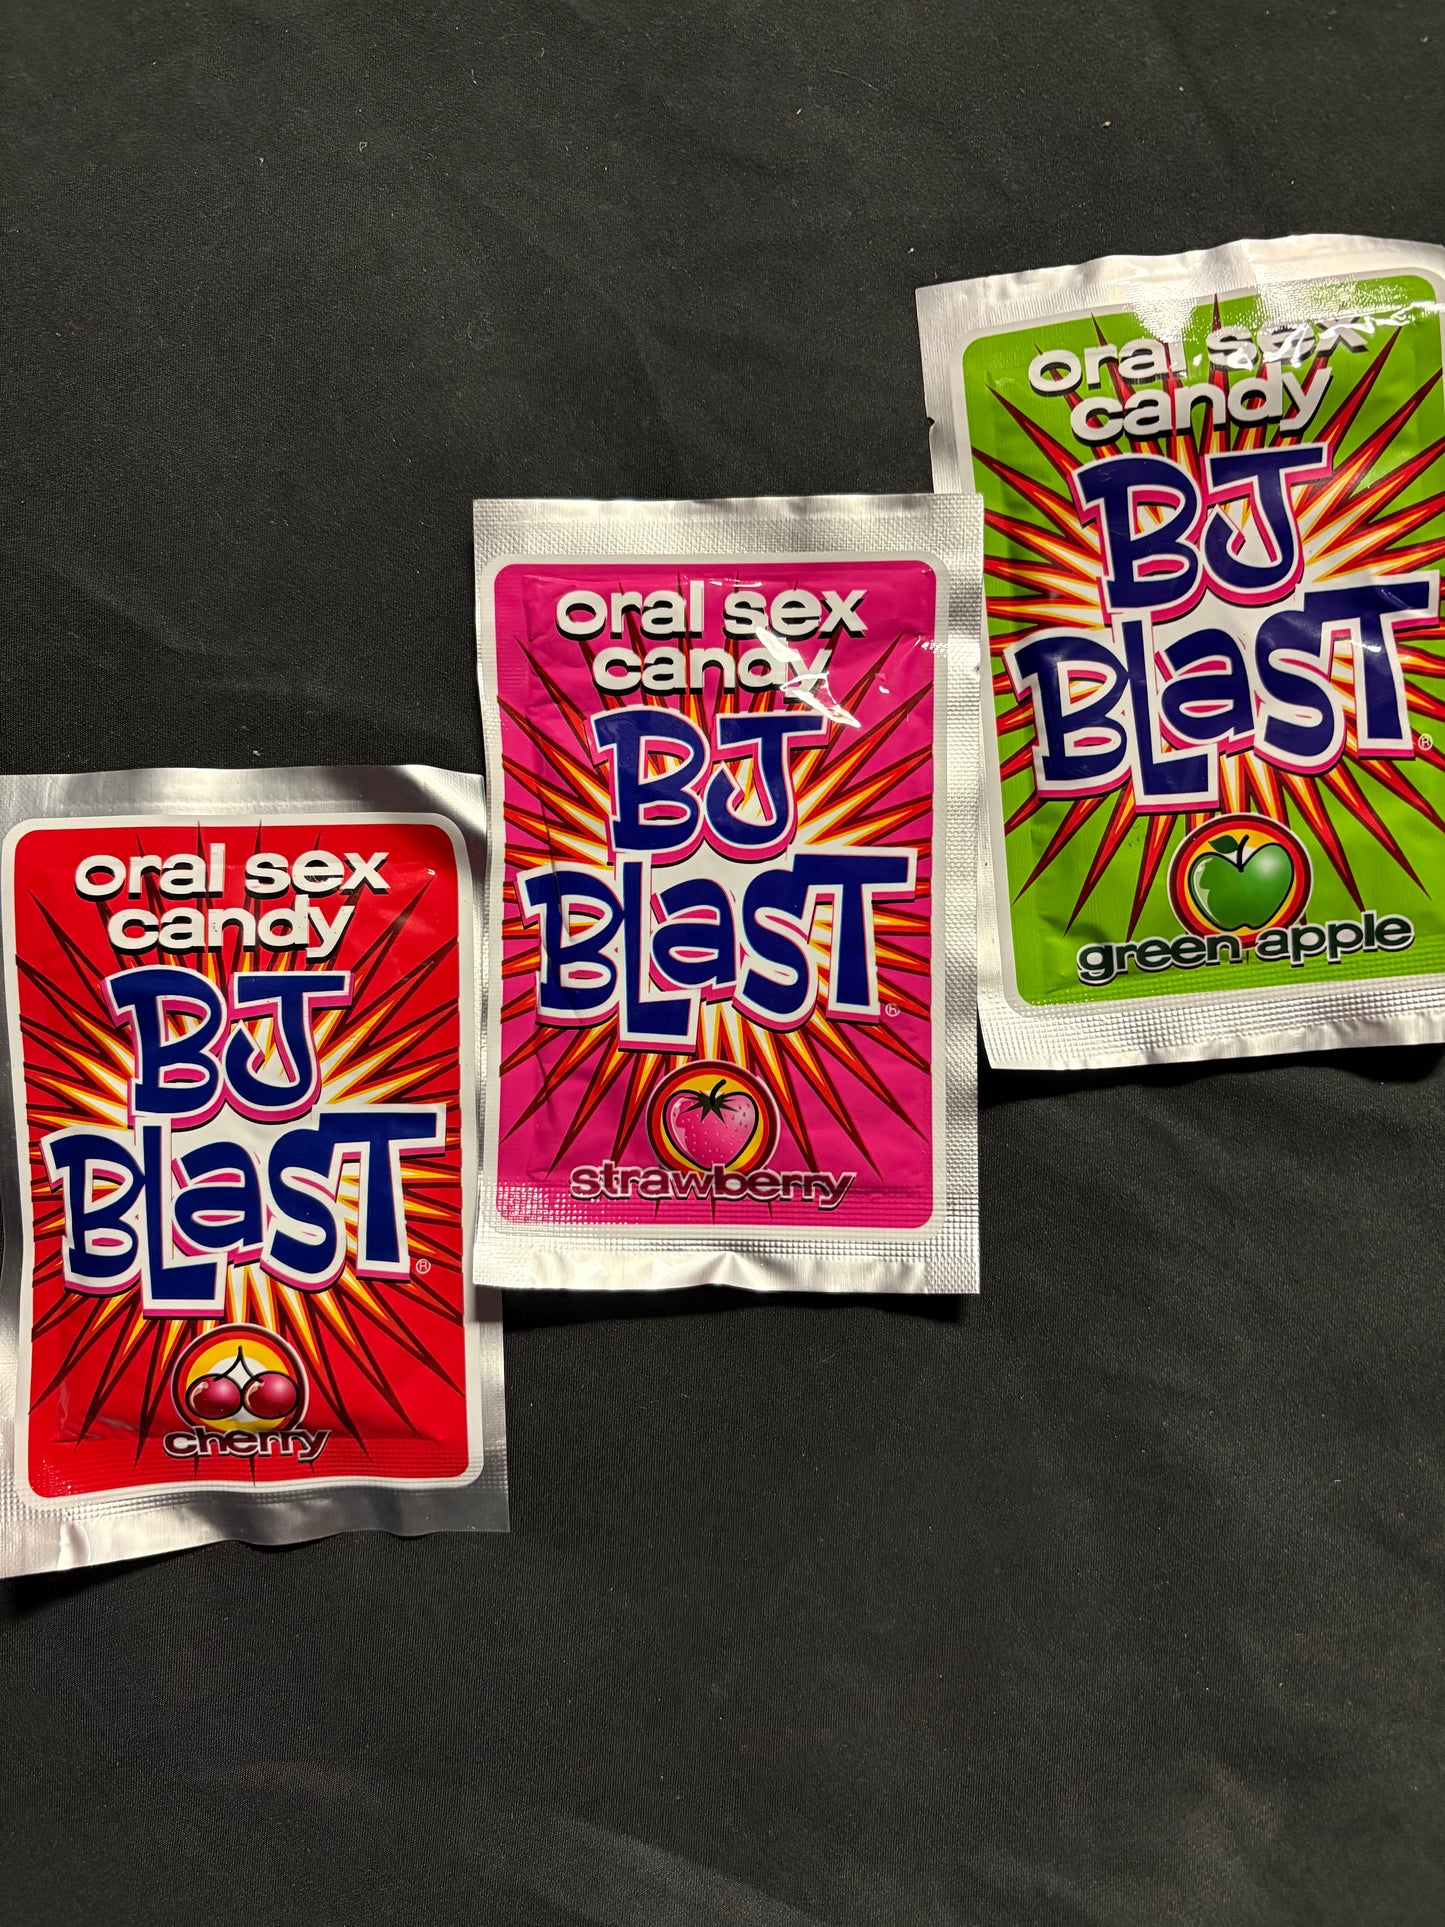 oral sex
candy
BJ
BLaST®
cherry
oral sex
candy
BJ
BLaST®
strawberry
oral sex
candy
BJ
BLaST®
green apple